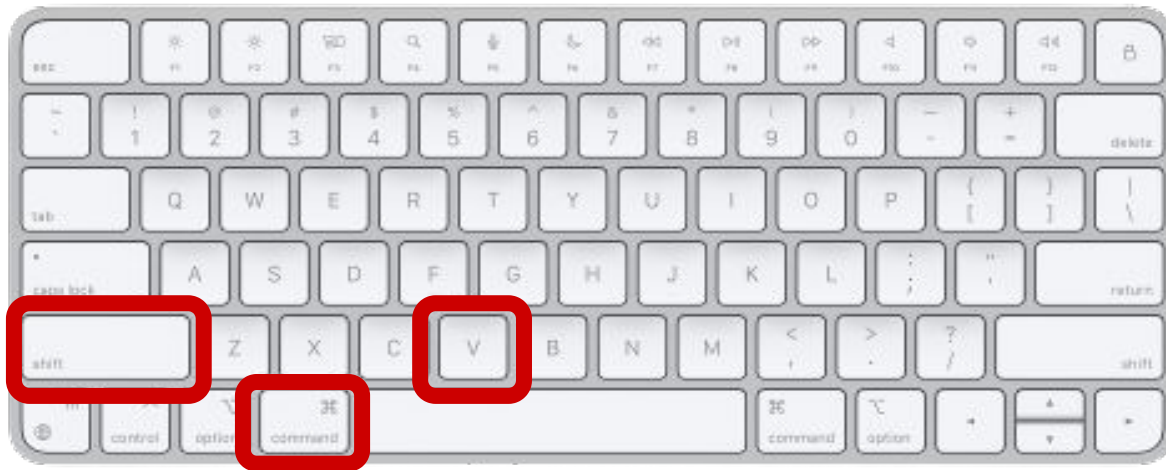 esc F1 F2 F3 F4 F5 F6 F7 F8 F9 F10 F11 F12
~ ! @ # $ % ^ & * ( ) — +
` 1 2 3 4 5 6 7 8 9 0 - = delete
tab Q W E R T Y U I O P { [ } ] | \
caps lock A S D F G H J K L : ; " ' return
shift Z X C V B N M < , > . ? / shift
control option ⌘ command ⌘ command option